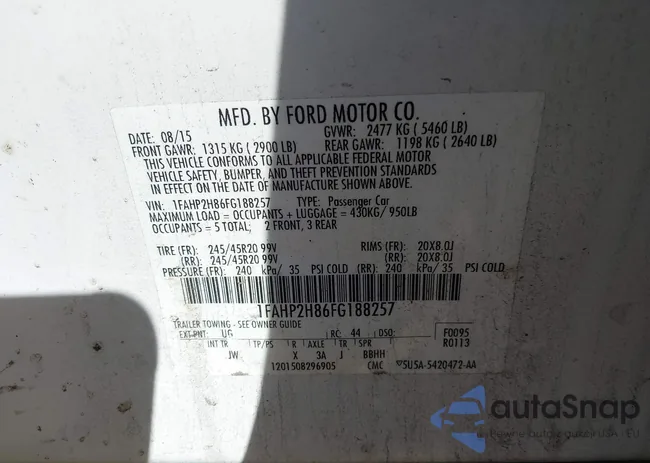 MFD. BY FORD MOTOR CO.
DATE: 08/15 GVWR: 2477 KG ( 5460 LB)
FRONT GAWR: 1315 KG ( 2900 LB) REAR GAWR: 1198 KG ( 2640 LB)
THIS VEHICLE CONFORMS TO ALL APPLICABLE FEDERAL MOTOR
VEHICLE SAFETY, BUMPER, AND THEFT PREVENTION STANDARDS
IN EFFECT ON THE DATE OF MANUFACTURE SHOWN ABOVE.
VIN: 1FAHP2H86FG188257 TYPE: Passenger Car
MAXIMUM LOAD = OCCUPANTS + LUGGAGE = 430KG/ 950LB
OCCUPANTS = 5 TOTAL; 2 FRONT, 3 REAR
TIRE (FR): 245/45R20 99V RIMS (FR): 20X8.0J
(RR): 245/45R20 99V (RR): 20X8.0J
PRESSURE (FR): 240 kPa/ 35 PSI COLD (RR): 240 kPa/ 35 PSI COLD
1FAHP2H86FG188257
TRAILER TOWING - SEE OWNER GUIDE
EXT PNT: UG RC: 44 DSO: F0095
INT TR TP/PS R AXLE TR SPR R0113
JW X 3A J BBHH
1201508296905 CMC 5U5A-5420472-AA
autoSnap